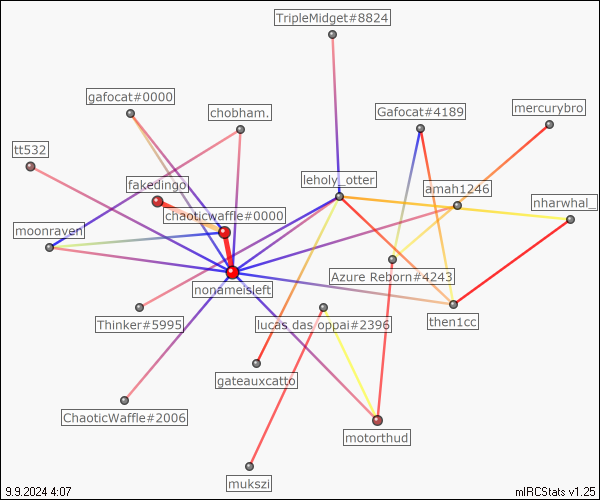 TripleMidget#8824
gafocat#0000
chobham.
Gafocat#4189
mercurybro
tt532
fakedingo
leholy_otter
amah1246
nharwhal_
chaoticwaffle#0000
moonraven
Azure Reborn#4243
nonameisleft
Thinker#5995
lucas das oppai#2396
then1cc
gateauxcatto
ChaoticWaffle#2006
motorthud
mukszi
9.9.2024 4:07
mIRCStats v1.25